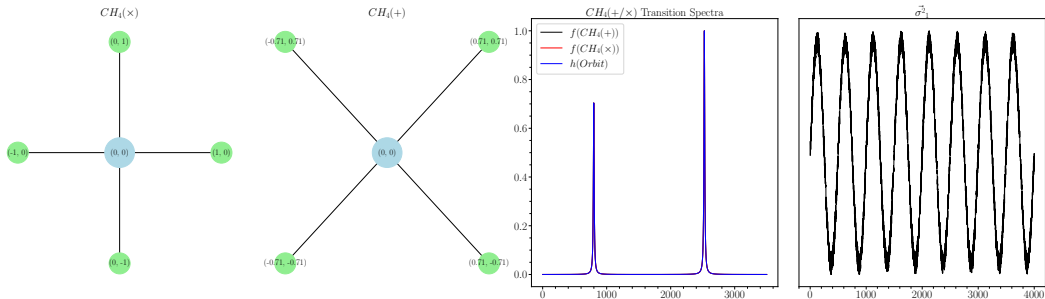 CH₄(×)
(0, 1)
(-1, 0)
(0, 0)
(1, 0)
(0, -1)
CH₄(+)
(-0.71, 0.71)
(0.71, 0.71)
(0, 0)
(-0.71, -0.71)
(0.71, -0.71)
CH₄(+/×) Transition Spectra
f(CH₄(+))
f(CH₄(×))
h(Orbit)
1.0
0.8
0.6
0.4
0.2
0.0
0 1000 2000 3000
σ⃗²₁
0 1000 2000 3000 4000